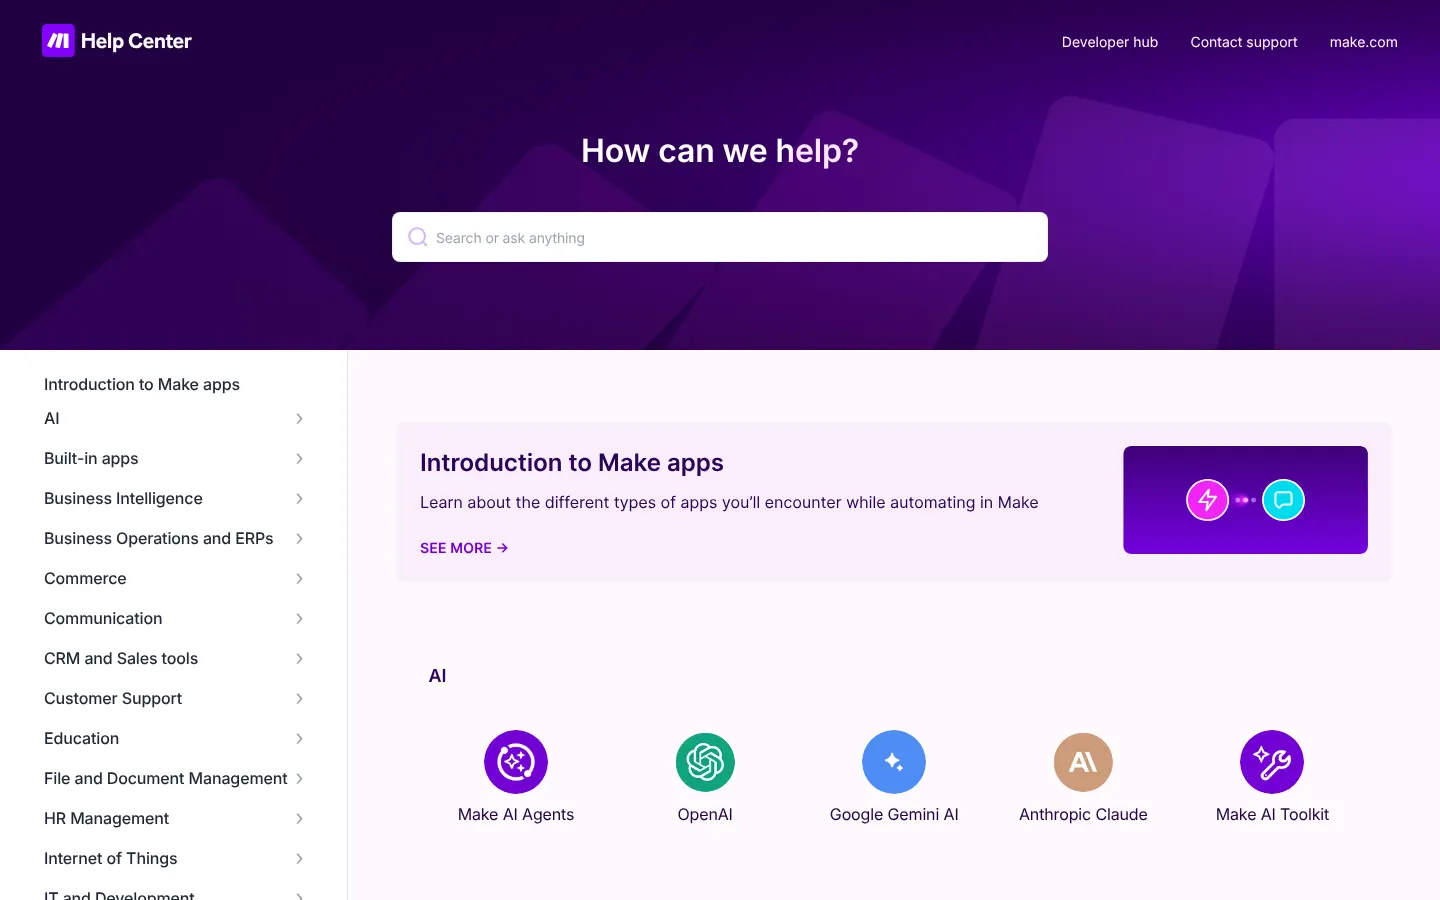 Help Center
Developer hub
Contact support
make.com
How can we help?
Search or ask anything
Introduction to Make apps
AI
Built-in apps
Business Intelligence
Business Operations and ERPs
Commerce
Communication
CRM and Sales tools
Customer Support
Education
File and Document Management
HR Management
Internet of Things
IT and Development
Introduction to Make apps
Learn about the different types of apps you’ll encounter while automating in Make
SEE MORE →
AI
Make AI Agents
OpenAI
Google Gemini AI
Anthropic Claude
Make AI Toolkit